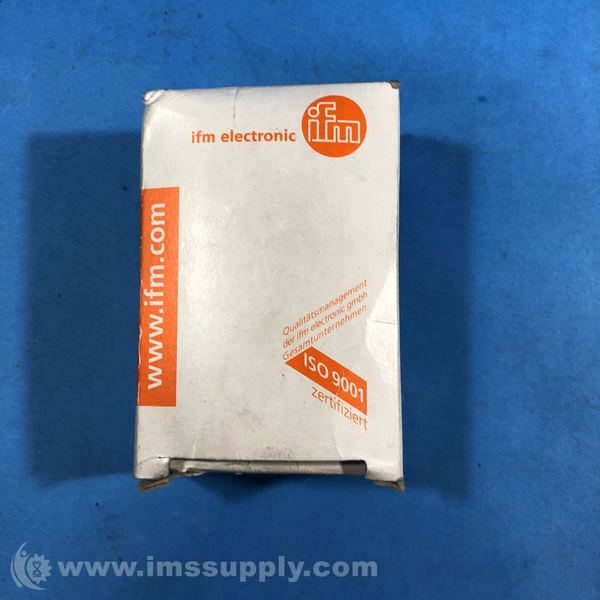 ifm electronic
ifm
www.ifm.com
Qualitätsmanagement
der ifm electronic gmbh
Gesamtunternehmen
ISO 9001
zertifiziert
www.imssupply.com